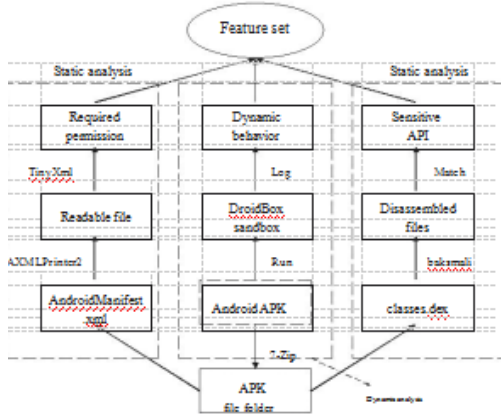 Feature set
Static analysis
Static analysis
Required
permission
Dynamic
behavior
Sensitive
API
TinyXml
Log
Match
Readable file
DroidBox
sandbox
Disassembled
files
AXMLPrinter2
Run
baksmali
AndroidManifest
.xml
Android APK
classes.dex
7-Zip
APK
file folder
Dynamic analysis